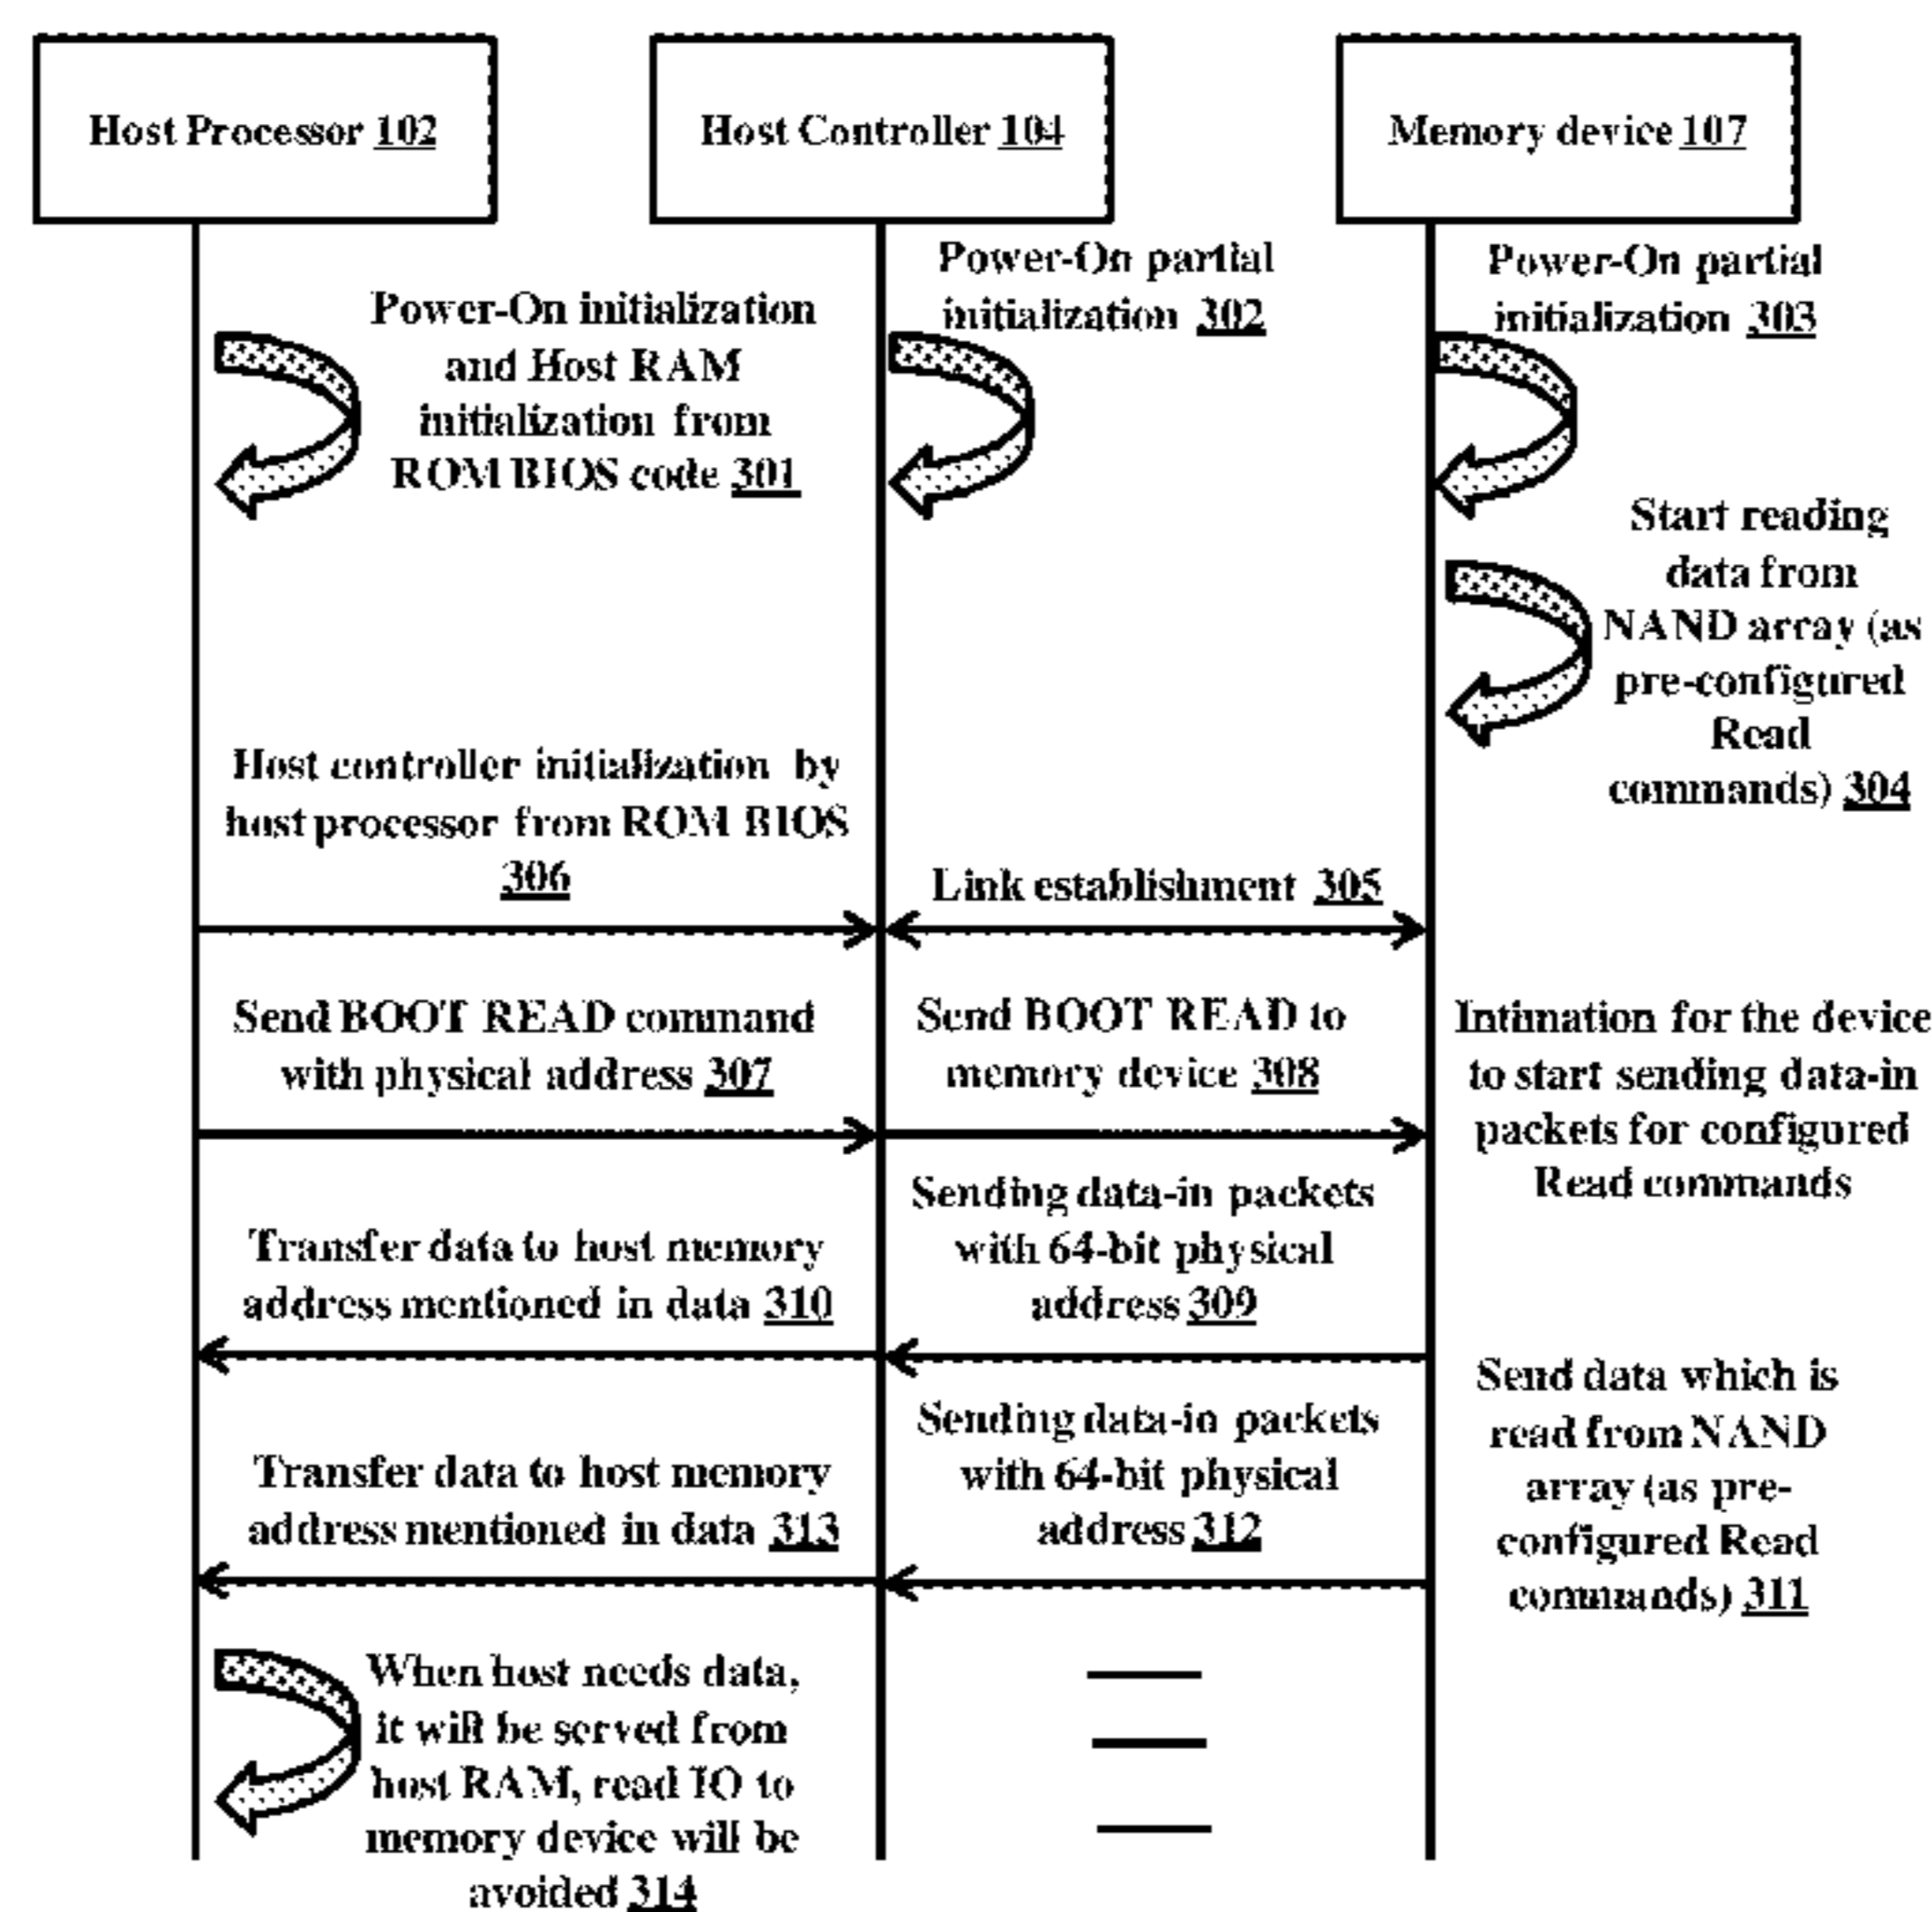 Host Processor 102
Host Controller 104
Memory device 107
Power-On initialization
and Host RAM
initialization from
ROM BIOS code 301
Power-On partial
initialization 302
Power-On partial
initialization 303
Start reading
data from
NAND array (as
pre-configured
Read
commands) 304
Host controller initialization by
host processor from ROM BIOS
306
Link establishment 305
Send BOOT READ command
with physical address 307
Send BOOT READ to
memory device 308
Intimation for the device
to start sending data-in
packets for configured
Read commands
Sending data-in packets
with 64-bit physical
address 309
Transfer data to host memory
address mentioned in data 310
Send data which is
read from NAND
array (as pre-
configured Read
commands) 311
Sending data-in packets
with 64-bit physical
address 312
Transfer data to host memory
address mentioned in data 313
When host needs data,
it will be served from
host RAM, read IO to
memory device will be
avoided 314